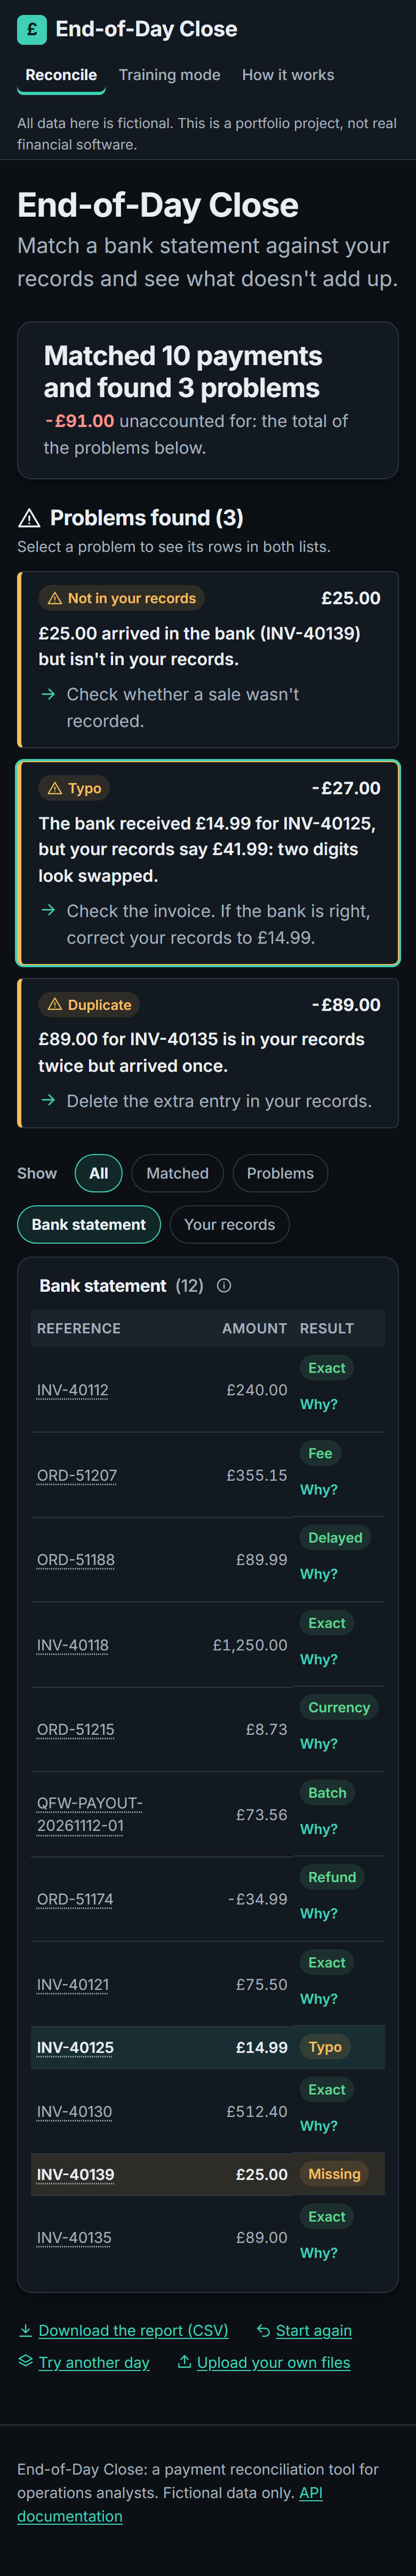 £ End-of-Day Close
Reconcile Training mode How it works
All data here is fictional. This is a portfolio project, not real
financial software.
End-of-Day Close
Match a bank statement against your
records and see what doesn't add up.
Matched 10 payments
and found 3 problems
-£91.00 unaccounted for: the total of
the problems below.
Problems found (3)
Select a problem to see its rows in both lists.
Not in your records £25.00
£25.00 arrived in the bank (INV-40139)
but isn't in your records.
→ Check whether a sale wasn't
recorded.
Typo -£27.00
The bank received £14.99 for INV-40125,
but your records say £41.99: two digits
look swapped.
→ Check the invoice. If the bank is right,
correct your records to £14.99.
Duplicate -£89.00
£89.00 for INV-40135 is in your records
twice but arrived once.
→ Delete the extra entry in your records.
Show All Matched Problems
Bank statement Your records
Bank statement (12)
REFERENCE AMOUNT RESULT
INV-40112 £240.00 Exact
Why?
ORD-51207 £355.15 Fee
Why?
ORD-51188 £89.99 Delayed
Why?
INV-40118 £1,250.00 Exact
Why?
ORD-51215 £8.73 Currency
Why?
QFW-PAYOUT-
20261112-01 £73.56 Batch
Why?
ORD-51174 -£34.99 Refund
Why?
INV-40121 £75.50 Exact
Why?
INV-40125 £14.99 Typo
INV-40130 £512.40 Exact
Why?
INV-40139 £25.00 Missing
INV-40135 £89.00 Exact
Why?
Download the report (CSV) Start again
Try another day Upload your own files
End-of-Day Close: a payment reconciliation tool for
operations analysts. Fictional data only. API
documentation